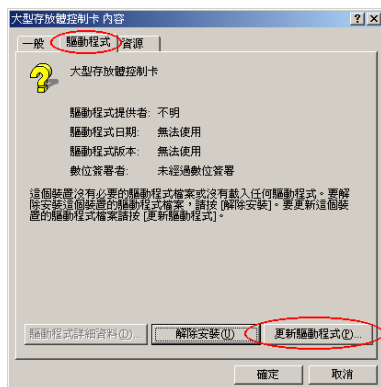 大型存放體控制卡 內容
一般
驅動程式
資源
大型存放體控制卡
驅動程式提供者: 不明
驅動程式日期: 無法使用
驅動程式版本: 無法使用
數位簽署者: 未經過數位簽署
這個裝置沒有必要的驅動程式檔案或沒有載入任何驅動程式。要解
除安裝這個裝置的驅動程式檔案，請按 [解除安裝]。要更新這個裝
置的驅動程式檔案請按 [更新驅動程式]。
驅動程式詳細資料(D)...
解除安裝(U)
更新驅動程式(P)...
確定
取消